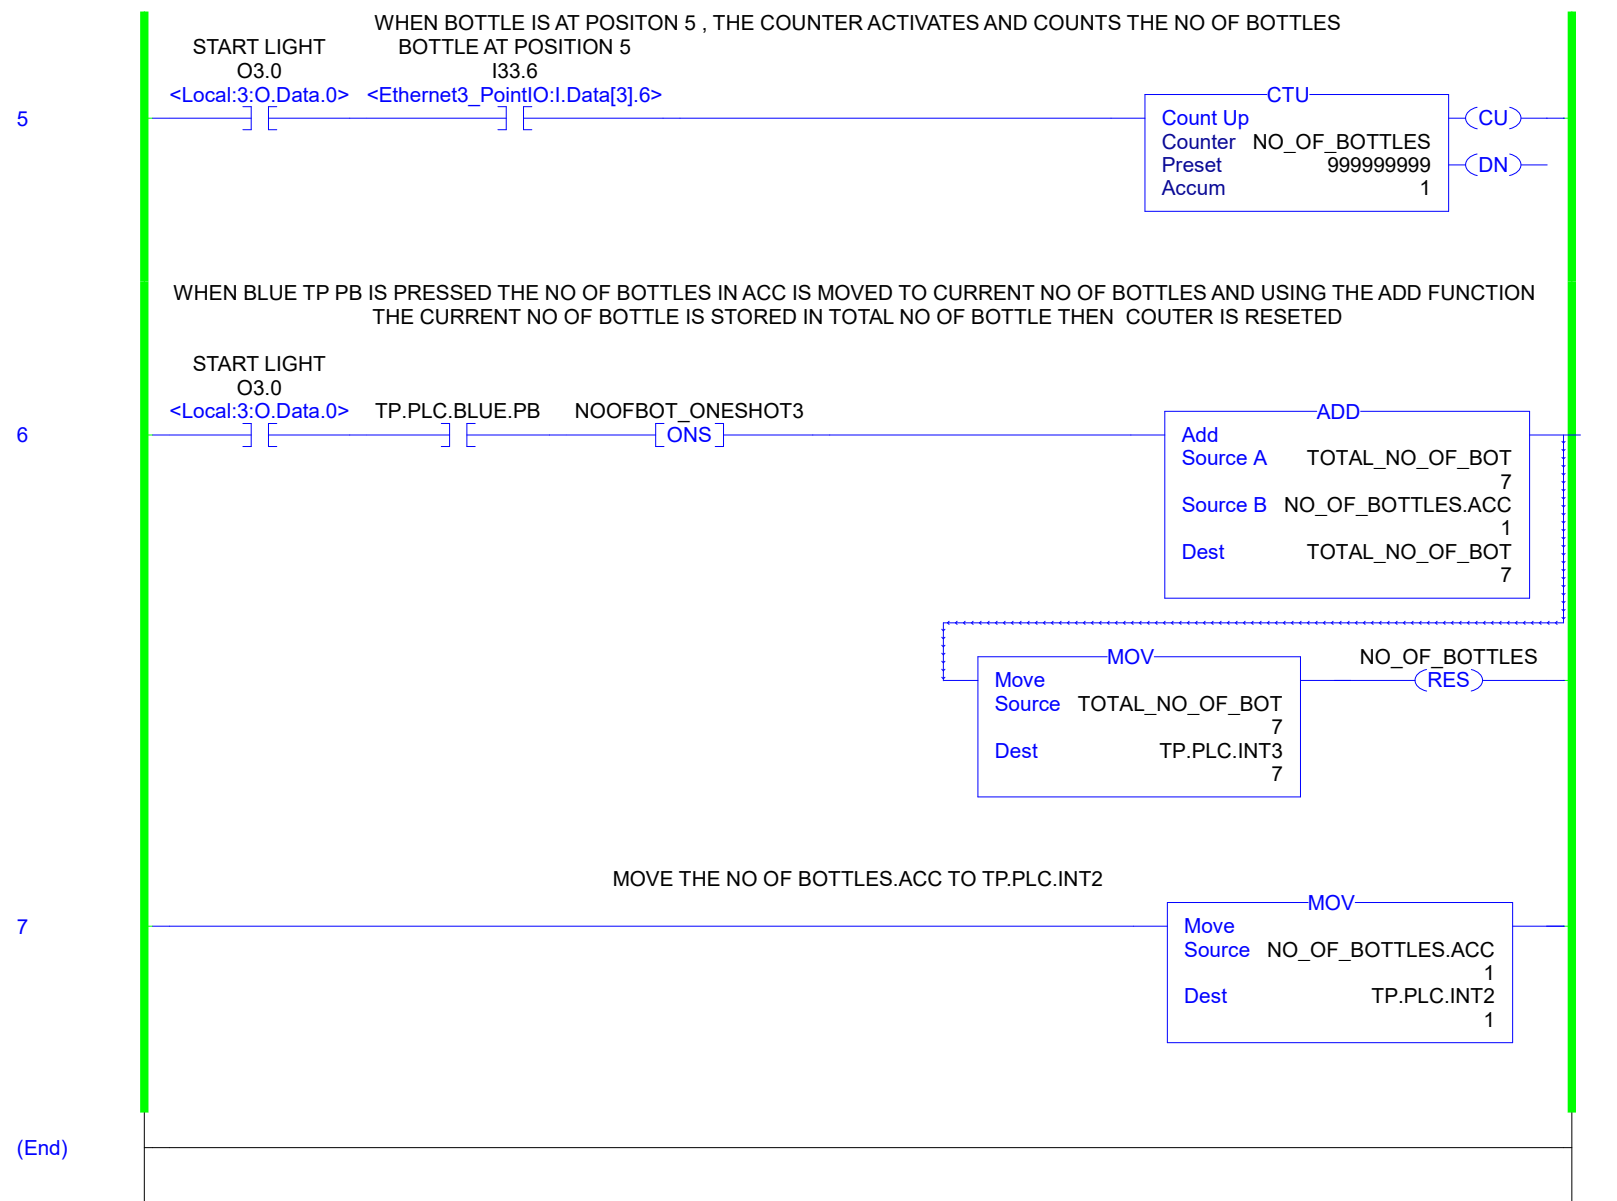 WHEN BOTTLE IS AT POSITON 5 , THE COUNTER ACTIVATES AND COUNTS THE NO OF BOTTLES
START LIGHT
BOTTLE AT POSITION 5
O3.0
I33.6
<Local:3:O.Data.0>
<Ethernet3_PointIO:I.Data[3].6>
5
CTU
Count Up
CU
Counter NO_OF_BOTTLES
Preset 999999999
DN
Accum 1
WHEN BLUE TP PB IS PRESSED THE NO OF BOTTLES IN ACC IS MOVED TO CURRENT NO OF BOTTLES AND USING THE ADD FUNCTION
THE CURRENT NO OF BOTTLE IS STORED IN TOTAL NO OF BOTTLE THEN COUTER IS RESETED
START LIGHT
O3.0
<Local:3:O.Data.0>
TP.PLC.BLUE.PB
NOOFBOT_ONESHOT3
6
ONS
ADD
Add
Source A TOTAL_NO_OF_BOT
7
Source B NO_OF_BOTTLES.ACC
1
Dest TOTAL_NO_OF_BOT
7
MOV
Move
Source TOTAL_NO_OF_BOT
7
Dest TP.PLC.INT3
7
NO_OF_BOTTLES
RES
MOVE THE NO OF BOTTLES.ACC TO TP.PLC.INT2
7
MOV
Move
Source NO_OF_BOTTLES.ACC
1
Dest TP.PLC.INT2
1
(End)